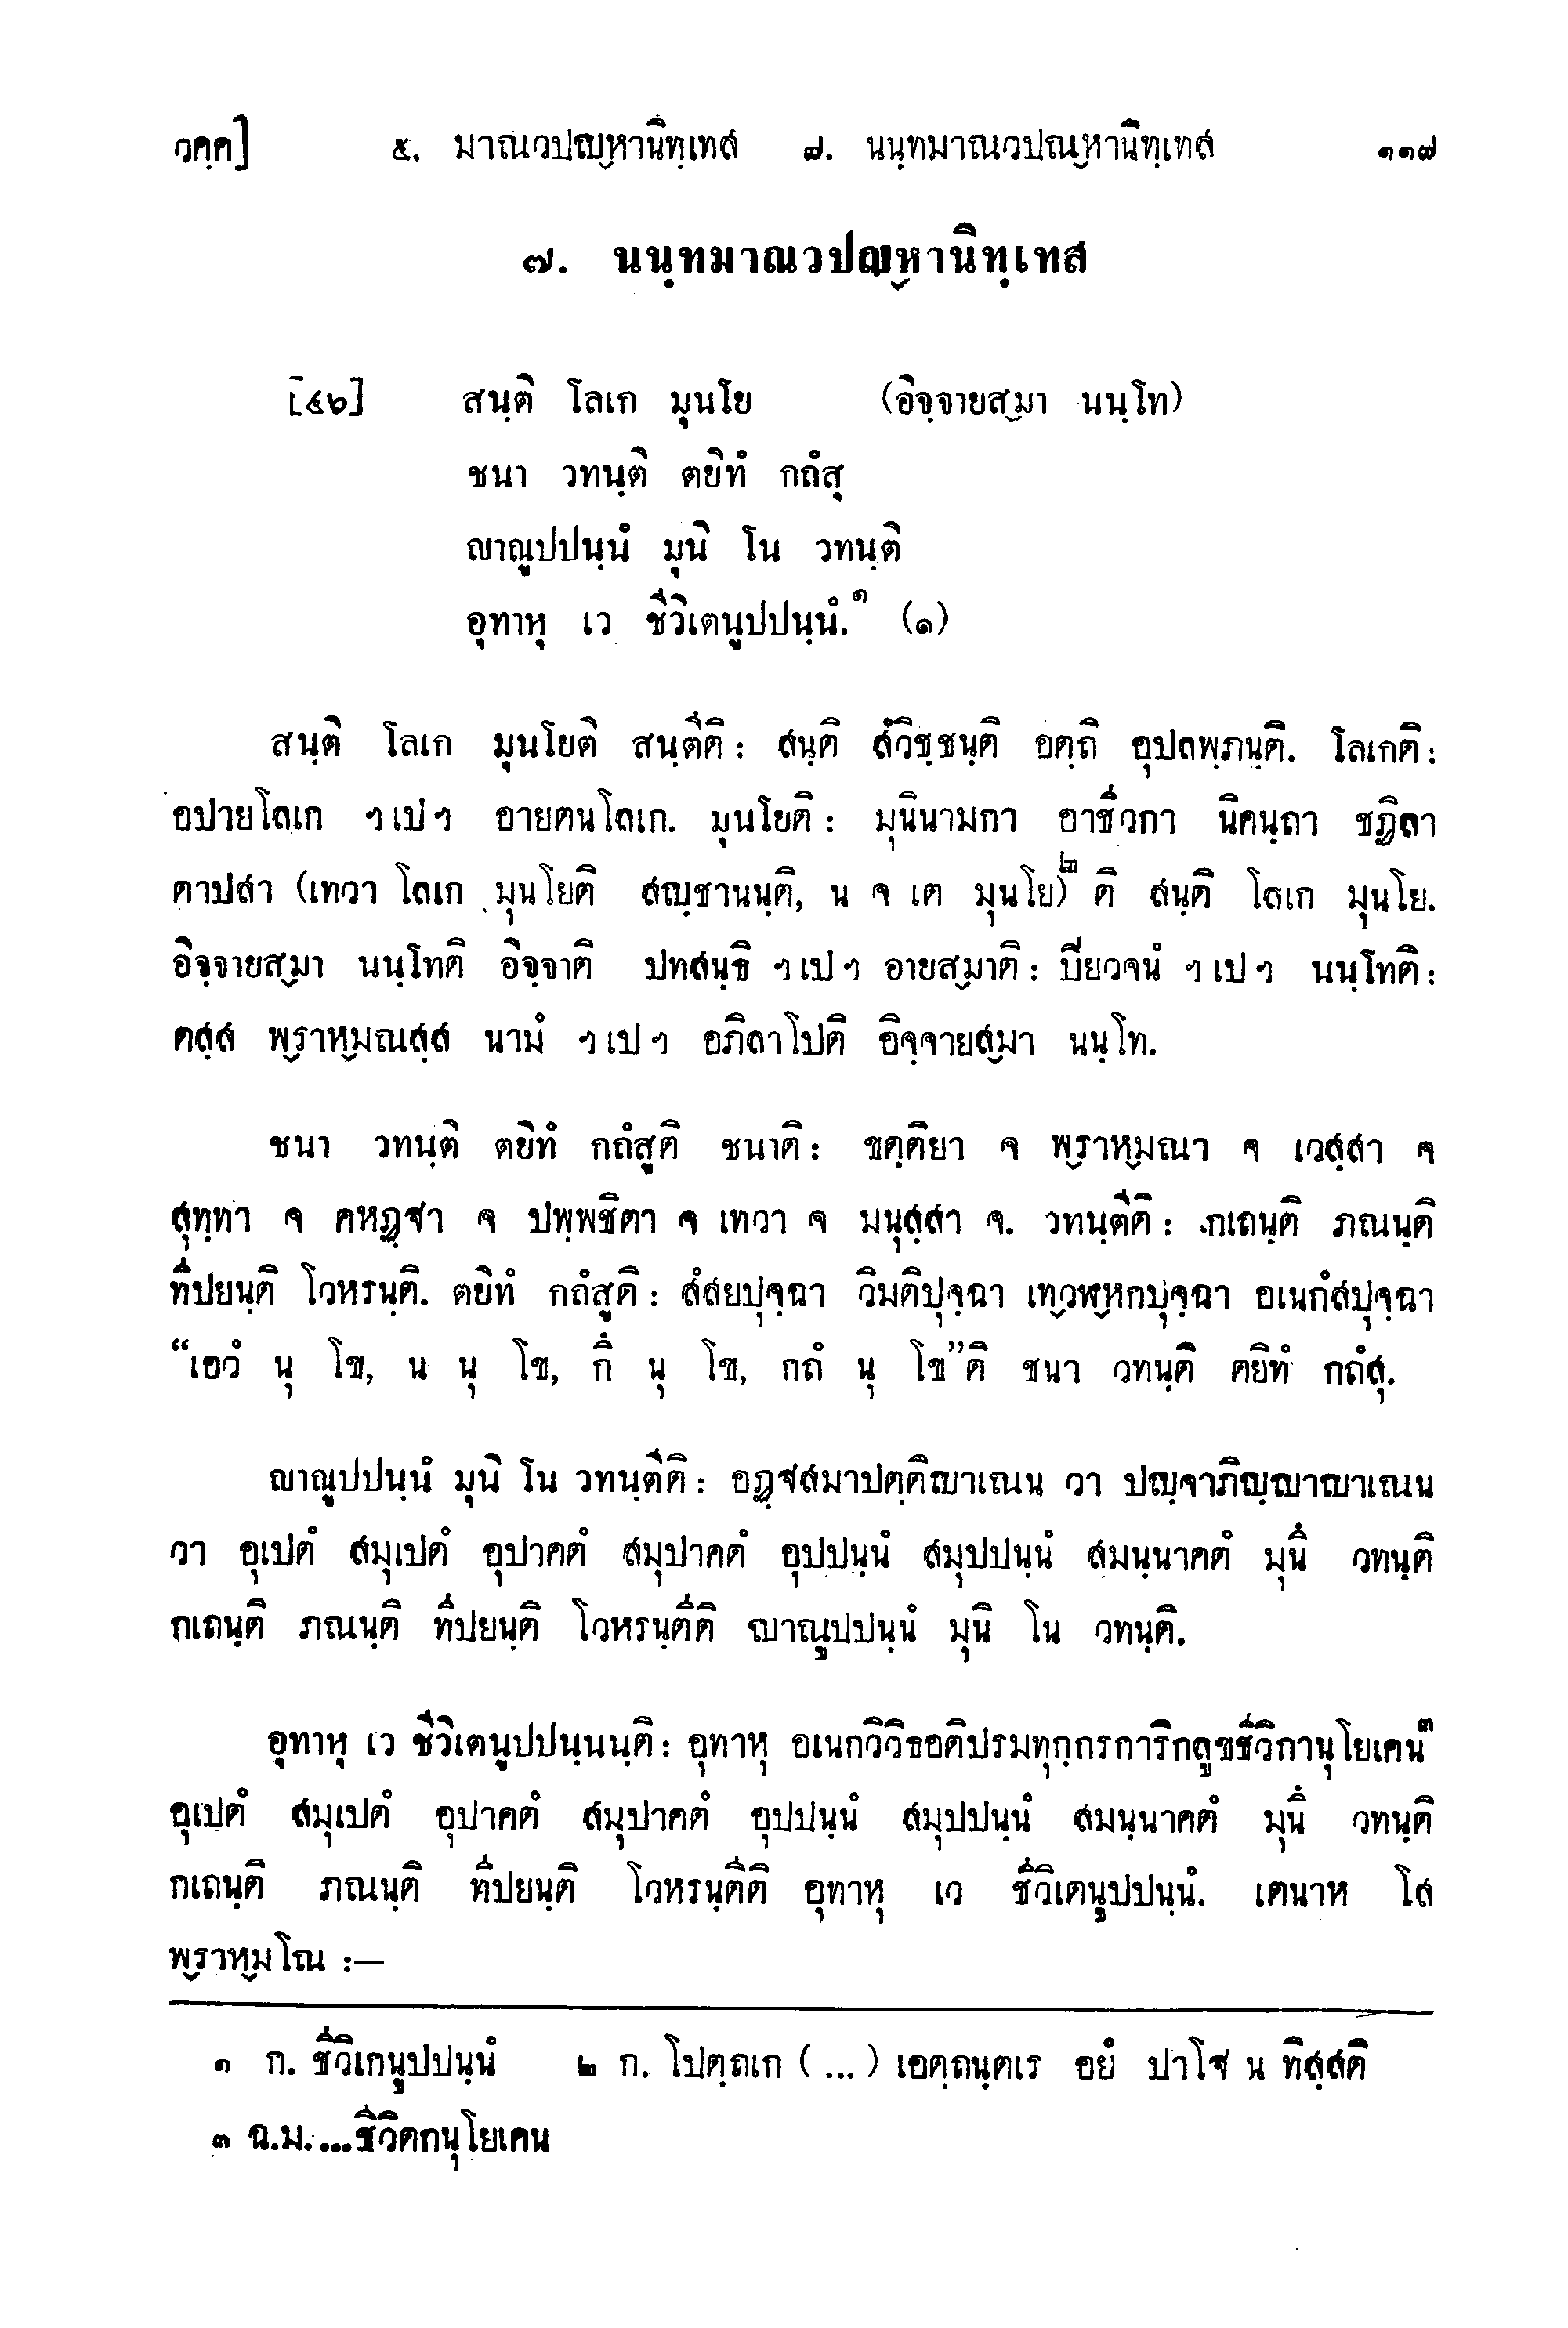 วคฺค]	๕. มาณวปญฺหานิทฺเทส ๗. นนฺทมาณวปณฺหานิทฺเทส	๑๑๗
๗. นนฺทมาณวปญฺหานิทฺเทส
[๔๖] สนฺติ โลเก มุนโย (อิจฺจายสฺมา นนฺโท)
ชนา วทนฺติ ตยิทํ กถํสุ
ญาณูปปนฺนํ มุนิ โน วทนฺติ
อุทาหุ เว ชีวิเตนูปปนฺนํ.๑ (๑)
สนฺติ โลเก มุนโยติ สนฺตีติ: สนฺติ สํวิชฺชนฺติ อตฺถิ อุปลพฺภนฺติ. โลเกติ:
อปายโลเก ฯเปฯ อายตนโลเก. มุนโยติ: มุนินามกา อาชีวกา นิคนฺถา ชฏิลา
ตาปสา (เทวา โลเก มุนโยติ สญฺชานนฺติ, น จ เต มุนโย)๒ ติ สนฺติ โลเก มุนโย.
อิจฺจายสฺมา นนฺโทติ อิจฺจาติ ปทสนฺธิ ฯเปฯ อายสฺมาติ: ปิยวจนํ ฯเปฯ นนฺโทติ:
ตสฺส พฺราหฺมณสฺส นามํ ฯเปฯ อภิลาโปติ อิจฺจายสฺมา นนฺโท.
ชนา วทนฺติ ตยิทํ กถํสูติ ชนาติ: ขตฺติยา จ พฺราหฺมณา จ เวสฺสา จ
สุทฺทา จ คหฏฺฐา จ ปพฺพชิตา จ เทวา จ มนุสฺสา จ. วทนฺตีติ: กเถนฺติ ภณนฺติ
ทีปยนฺติ โวหรนฺติ. ตยิทํ กถํสูติ: สํสยปุจฺฉา วิมติปุจฺฉา เทฺวฬฺหกปุจฺฉา อเนกํสปุจฺฉา
“เอวํ นุ โข, น นุ โข, กึ นุ โข, กถํ นุ โข”ติ ชนา วทนฺติ ตยิทํ กถํสุ.
ญาณูปปนฺนํ มุนิ โน วทนฺตีติ: อฏฺฐสมาปตฺติญาเณน วา ปญฺจาภิญฺญาญาเณน
วา อุเปตํ สมุเปตํ อุปาคตํ สมุปาคตํ อุปปนฺนํ สมุปปนฺนํ สมนฺนาคตํ มุนึ วทนฺติ
กเถนฺติ ภณนฺติ ทีปยนฺติ โวหรนฺตีติ ญาณูปปนฺนํ มุนิ โน วทนฺติ.
อุทาหุ เว ชีวิเตนูปปนฺนนฺติ: อุทาหุ อเนกวิวิธอติปรมทุกฺกรการิกลูขชีวิกานุโยเคน๓
อุเปตํ สมุเปตํ อุปาคตํ สมุปาคตํ อุปปนฺนํ สมุปปนฺนํ สมนฺนาคตํ มุนึ วทนฺติ
กเถนฺติ ภณนฺติ ทีปยนฺติ โวหรนฺตีติ อุทาหุ เว ชีวิเตนูปปนฺนํ. เตนาห โส
พฺราหฺมโณ :—
๑ ก. ชีวิเกนูปปนฺนํ	๒ ก. โปตฺถเก (...) เอตฺถนฺตเร อยํ ปาโฐ น ทิสฺสติ
๓ ฉ.ม....ชีวิตกนุโยเคน